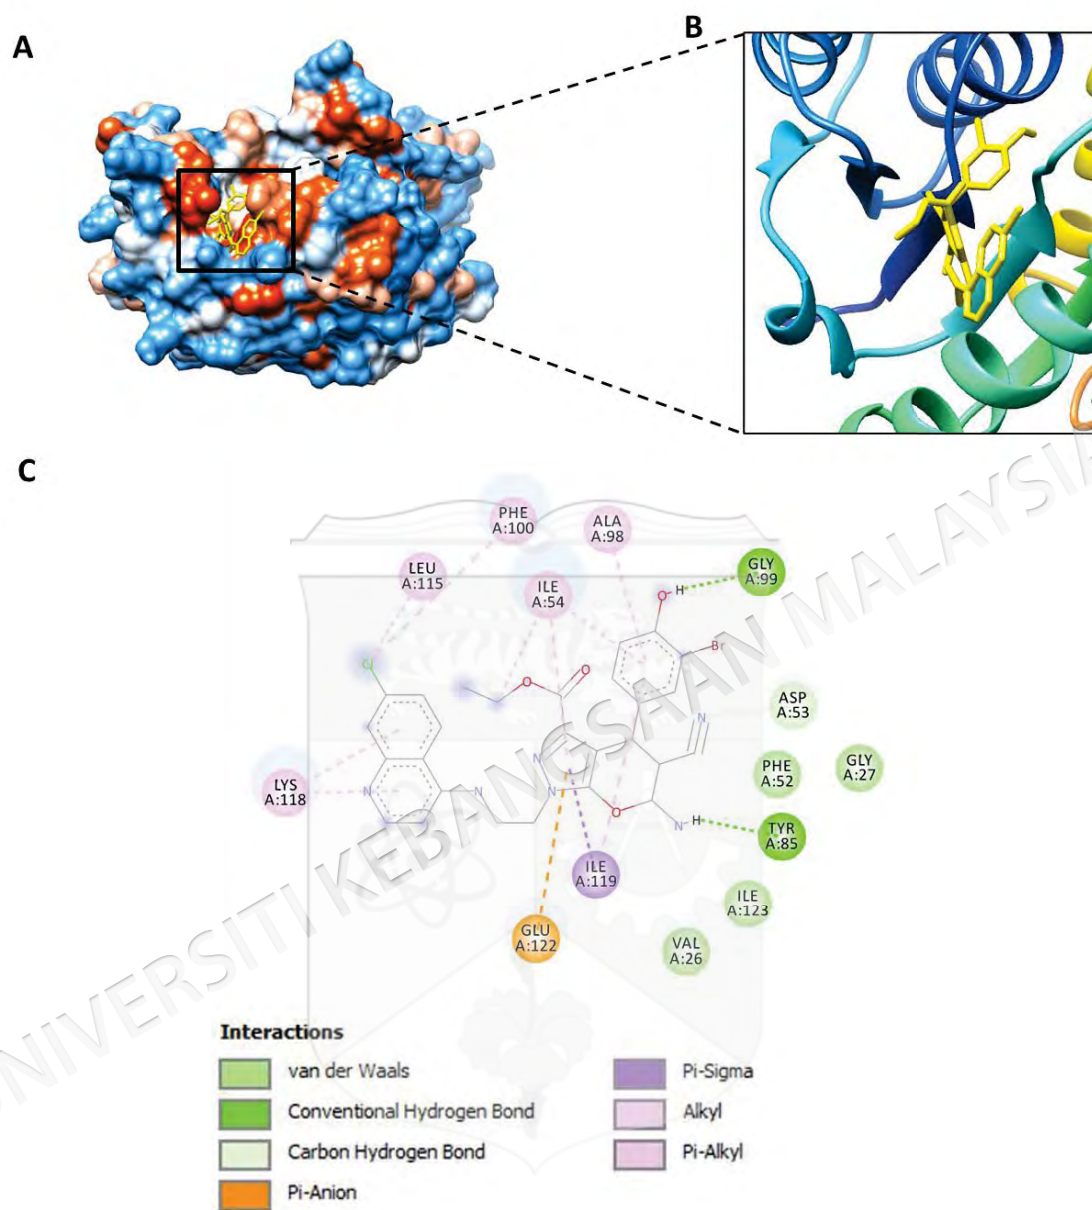 A
B
C
PHE
A:100
ALA
A:98
LEU
A:115
ILE
A:54
GLY
A:99
O H
Br
Cl
O
O
N
ASP
A:53
N
PHE
A:52
GLY
A:27
LYS
A:118
N
N
N
O
N H
TYR
A:85
ILE
A:119
ILE
A:123
GLU
A:122
VAL
A:26
UNIVERSITI KEBANGSAAN MALAYSIA
Interactions
van der Waals
Conventional Hydrogen Bond
Carbon Hydrogen Bond
Pi-Anion
Pi-Sigma
Alkyl
Pi-Alkyl